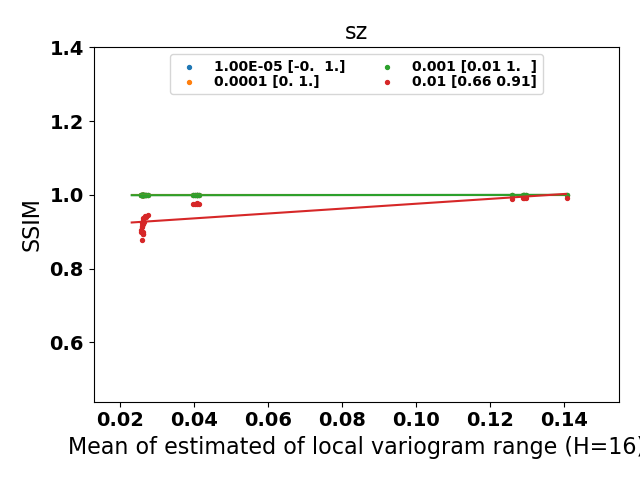 sz
1.00E-05 [-0.  1.]
0.0001 [0. 1.]
0.001 [0.01 1.  ]
0.01 [0.66 0.91]
SSIM
1.4
1.2
1.0
0.8
0.6
0.02 0.04 0.06 0.08 0.10 0.12 0.14
Mean of estimated of local variogram range (H=16)